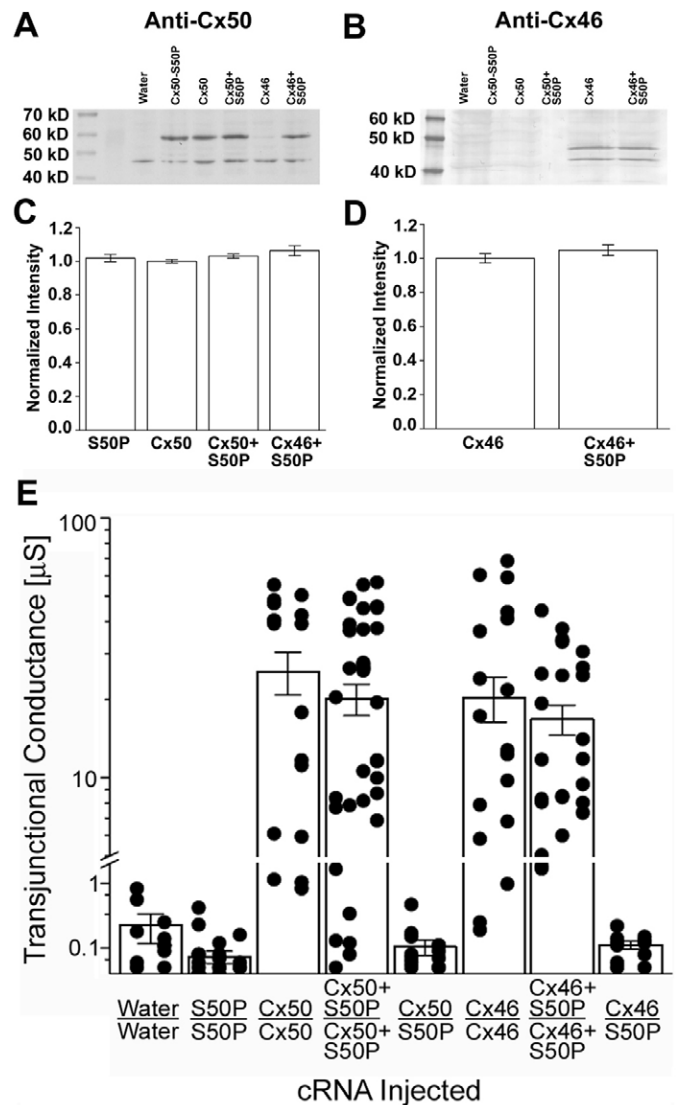 A
Anti-Cx50
Water
Cx50-S50P
Cx50
Cx50+
S50P
Cx46
Cx46+
S50P
70 kD
60 kD
50 kD
40 kD
B
Anti-Cx46
Water
Cx50-S50P
Cx50
Cx50+
S50P
Cx46
Cx46+
S50P
60 kD
50 kD
40 kD
C
Normalized Intensity
1.2
1.0
0.8
0.6
0.4
0.2
0.0
S50P
Cx50
Cx50+
S50P
Cx46+
S50P
D
Normalized Intensity
1.2
1.0
0.8
0.6
0.4
0.2
0.0
Cx46
Cx46+
S50P
E
Transjunctional Conductance [µS]
100
10
1
0.1
Water
Water
S50P
S50P
Cx50
Cx50
Cx50+
S50P
Cx50+
S50P
Cx50
S50P
Cx46
Cx46
Cx46+
S50P
Cx46+
S50P
Cx46
S50P
cRNA Injected